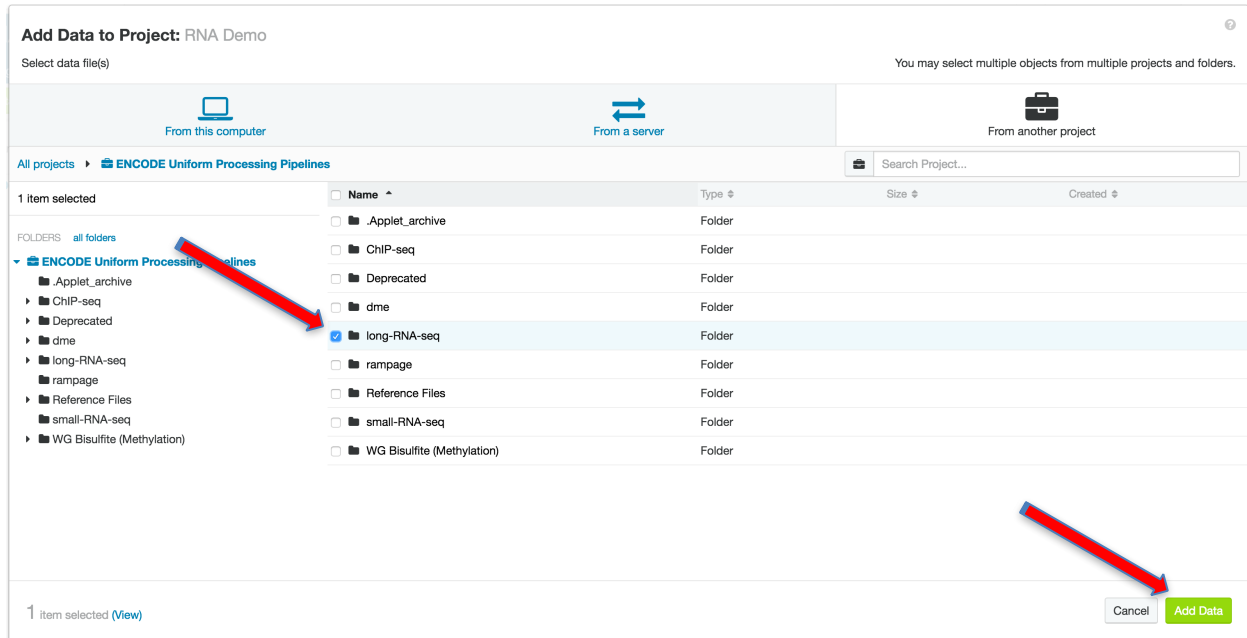 Add Data to Project: RNA Demo
Select data file(s)
You may select multiple objects from multiple projects and folders.
From this computer
From a server
From another project
All projects ENCODE Uniform Processing Pipelines
Search Project...
1 item selected
FOLDERS all folders
ENCODE Uniform Processing Pipelines
.Applet_archive
ChIP-seq
Deprecated
dme
long-RNA-seq
rampage
Reference Files
small-RNA-seq
WG Bisulfite (Methylation)
Name Type Size Created
.Applet_archive Folder
ChIP-seq Folder
Deprecated Folder
dme Folder
long-RNA-seq Folder
rampage Folder
Reference Files Folder
small-RNA-seq Folder
WG Bisulfite (Methylation) Folder
1 item selected (View)
Cancel
Add Data